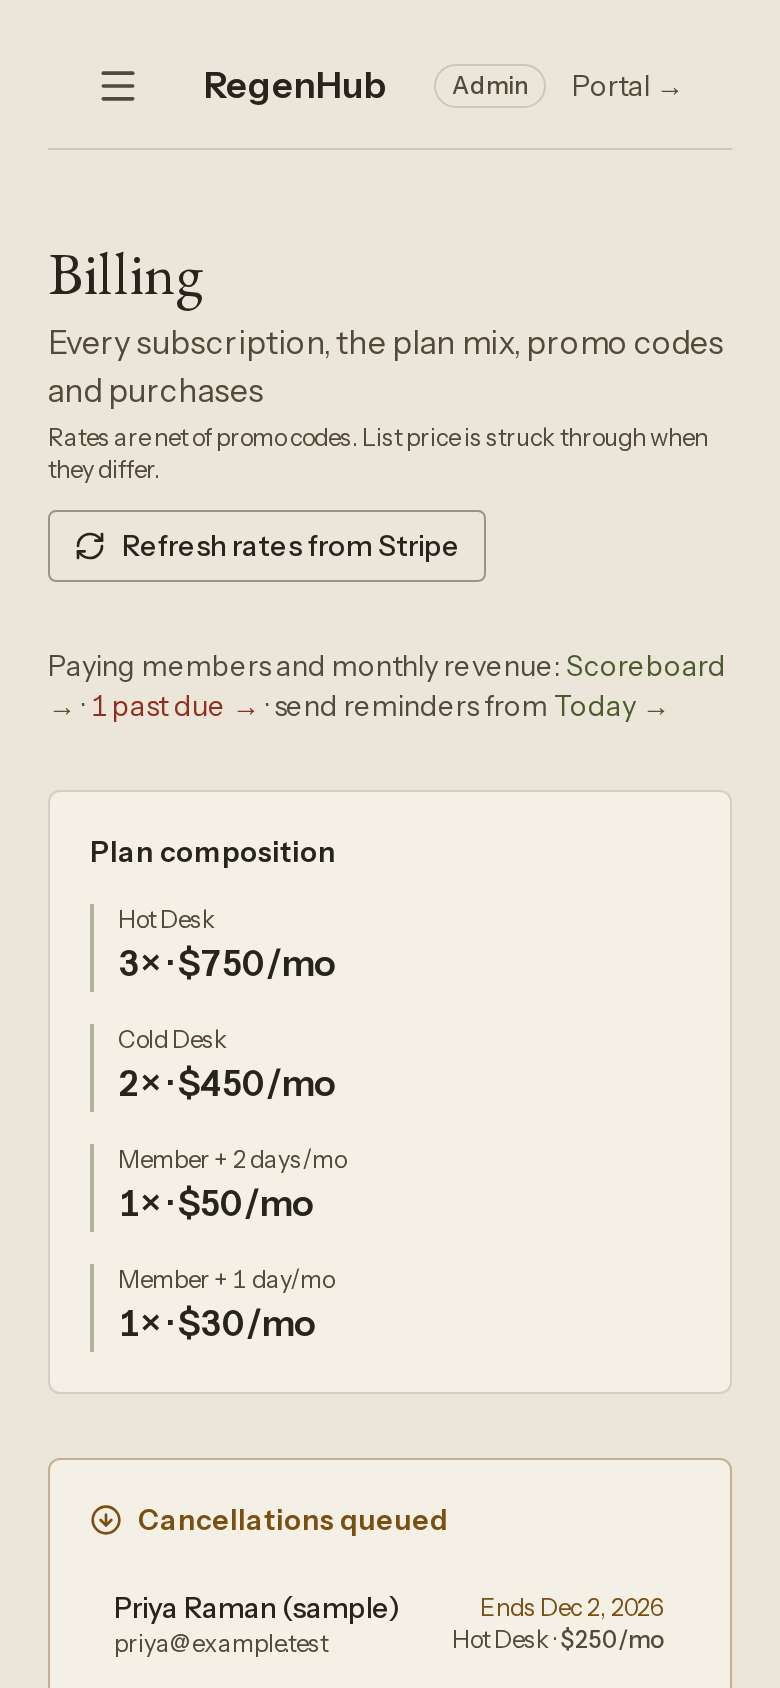 RegenHub
Admin
Portal →
Billing
Every subscription, the plan mix, promo codes
and purchases
Rates are net of promo codes. List price is struck through when
they differ.
Refresh rates from Stripe
Paying members and monthly revenue: Scoreboard
→ · 1 past due → · send reminders from Today →
Plan composition
Hot Desk
3× · $750/mo
Cold Desk
2× · $450/mo
Member + 2 days/mo
1× · $50/mo
Member + 1 day/mo
1× · $30/mo
Cancellations queued
Priya Raman (sample)
Ends Dec 2, 2026
priya@example.test
Hot Desk · $250/mo